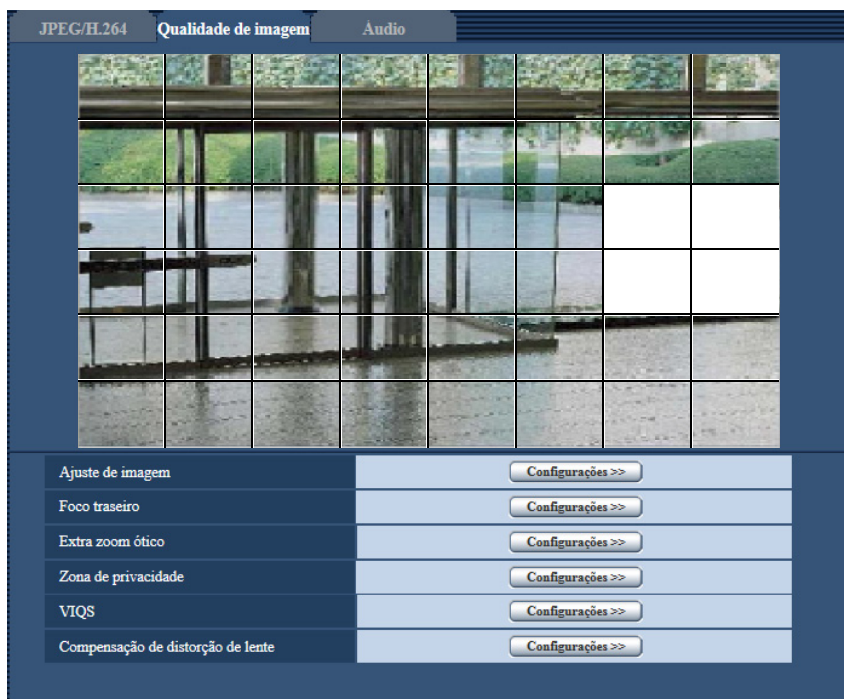 JPEG/H.264 Qualidade de imagem Áudio
Ajuste de imagem Configurações >>
Foco traseiro Configurações >>
Extra zoom ótico Configurações >>
Zona de privacidade Configurações >>
VIQS Configurações >>
Compensação de distorção de lente Configurações >>